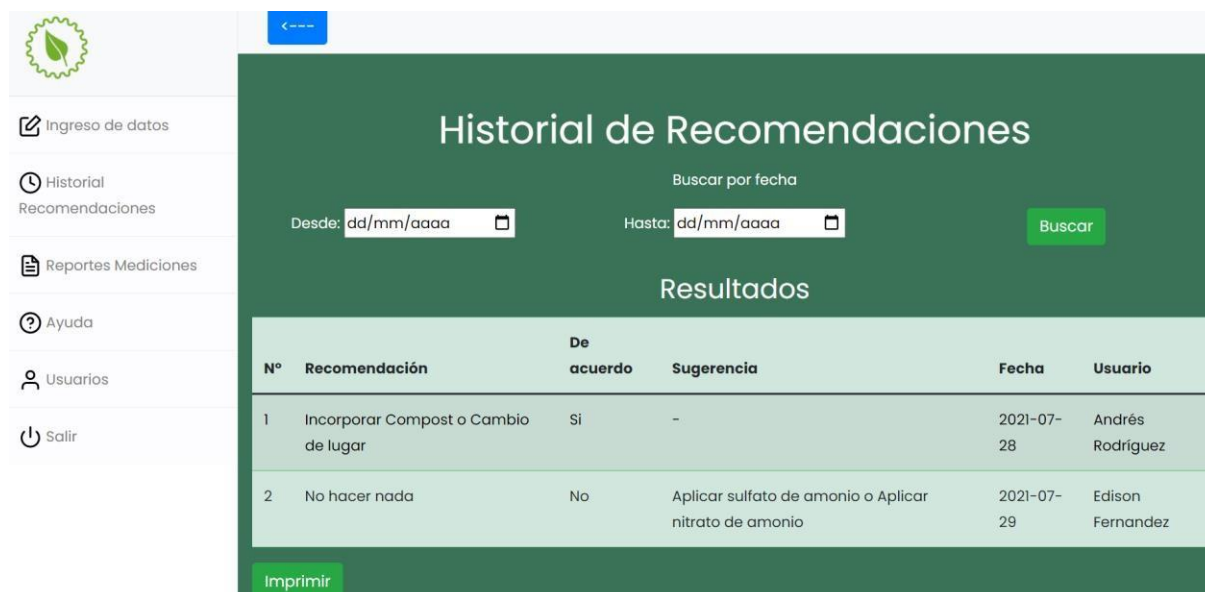 <---
Ingreso de datos
Historial
Recomendaciones
Reportes Mediciones
Ayuda
Usuarios
Salir
Historial de Recomendaciones
Buscar por fecha
Desde: dd/mm/aaaa Hasta: dd/mm/aaaa Buscar
Resultados
De
Nº Recomendación acuerdo Sugerencia Fecha Usuario
1 Incorporar Compost o Cambio Si - 2021-07- Andrés
de lugar 28 Rodríguez
2 No hacer nada No Aplicar sulfato de amonio o Aplicar 2021-07- Edison
nitrato de amonio 29 Fernandez
Imprimir